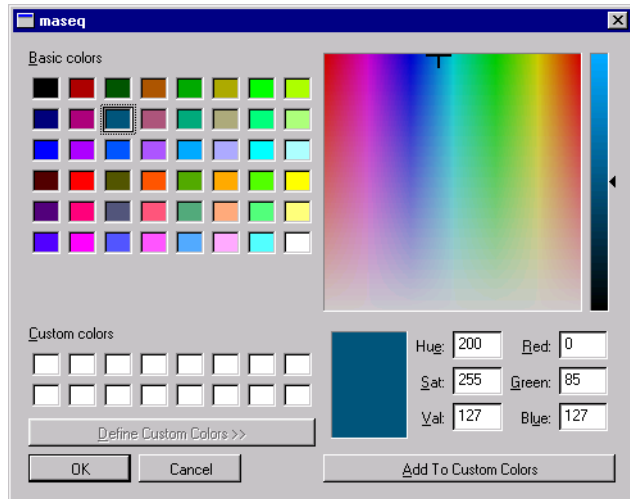 maseq
Basic colors
Custom colors
Define Custom Colors >>
OK Cancel
Hue: 200 Red: 0
Sat: 255 Green: 85
Val: 127 Blue: 127
Add To Custom Colors